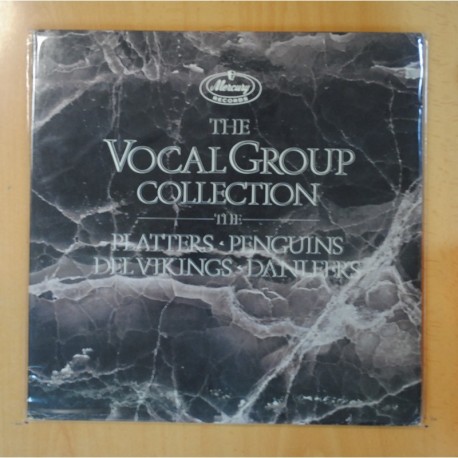 Mercury
RECORDS
THE
VOCAL GROUP
COLLECTION
THE
PLATTERS · PENGUINS
DEL VIKINGS · DANLEERS